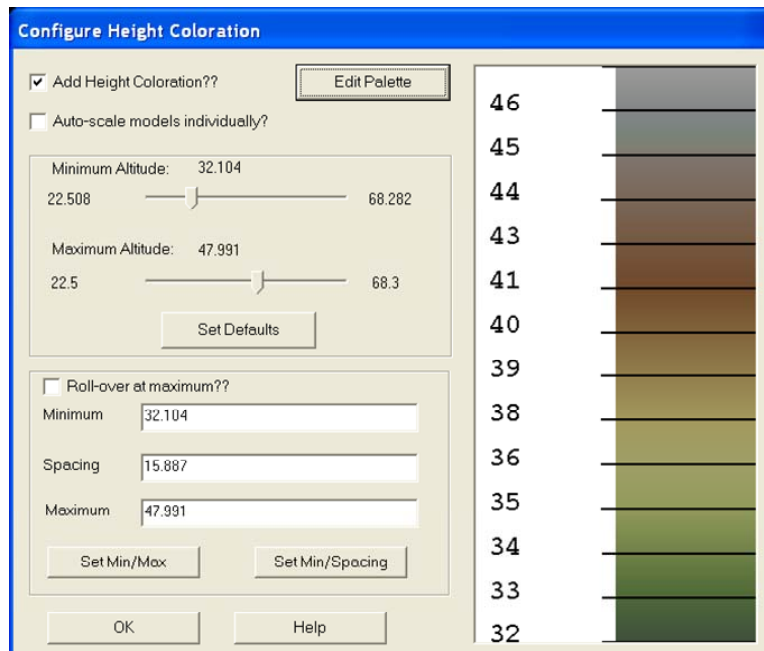 Configure Height Coloration
Add Height Coloration??
Edit Palette
Auto-scale models individually?
Minimum Altitude: 32.104
22.508 68.282
Maximum Altitude: 47.991
22.5 68.3
Set Defaults
Roll-over at maximum??
Minimum 32.104
Spacing 15.887
Maximum 47.991
Set Min/Max Set Min/Spacing
OK Help
46
45
44
43
41
40
39
38
36
35
34
33
32